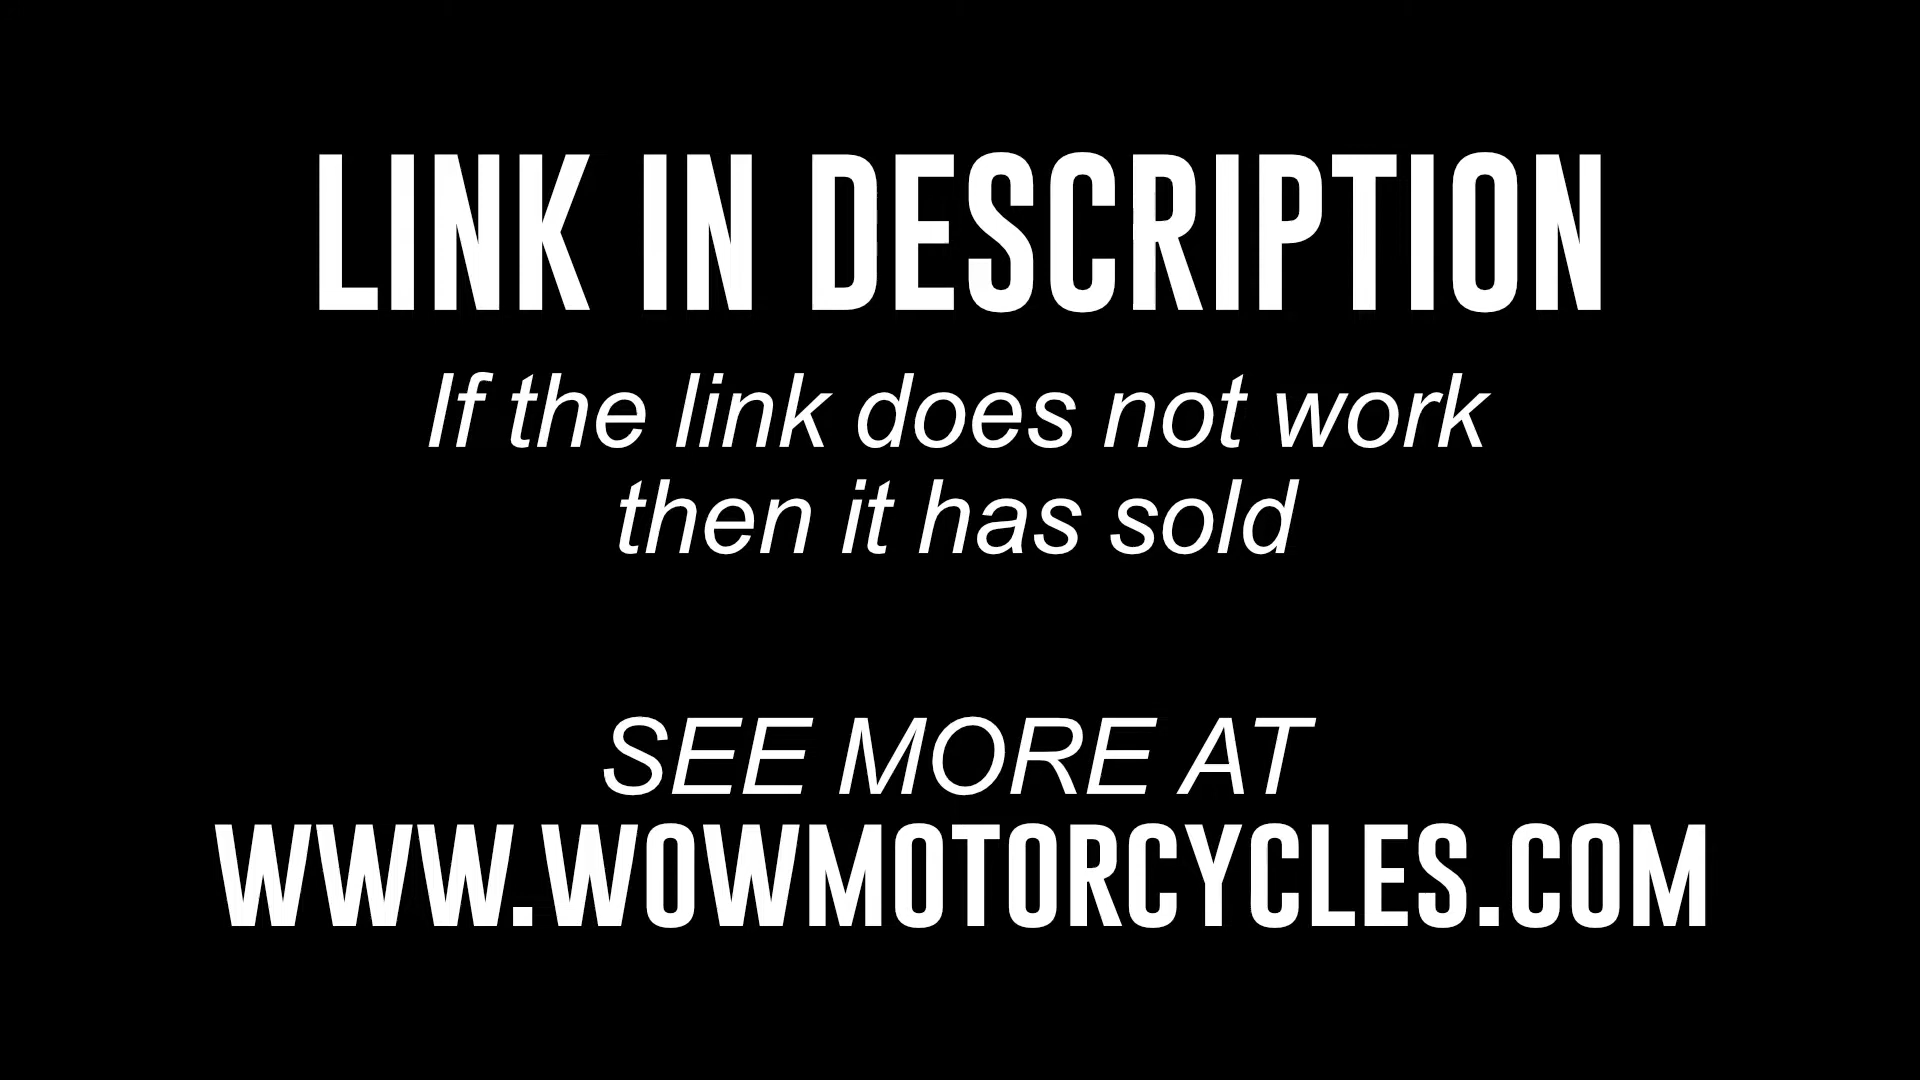 LINK IN DESCRIPTION
If the link does not work
then it has sold
SEE MORE AT
WWW.WOWMOTORCYCLES.COM